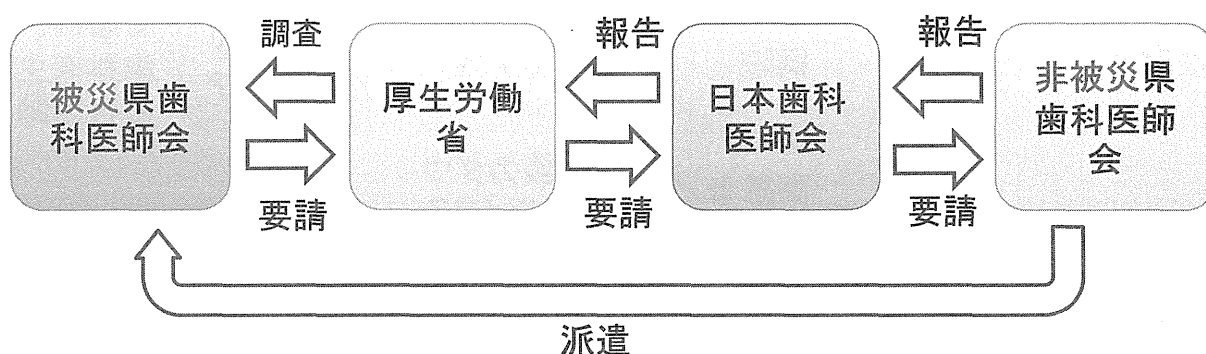 調査
報告
報告
被災県歯
科医師会
厚生労働
省
日本歯科
医師会
非被災県
歯科医師
会
要請
要請
要請
派遣